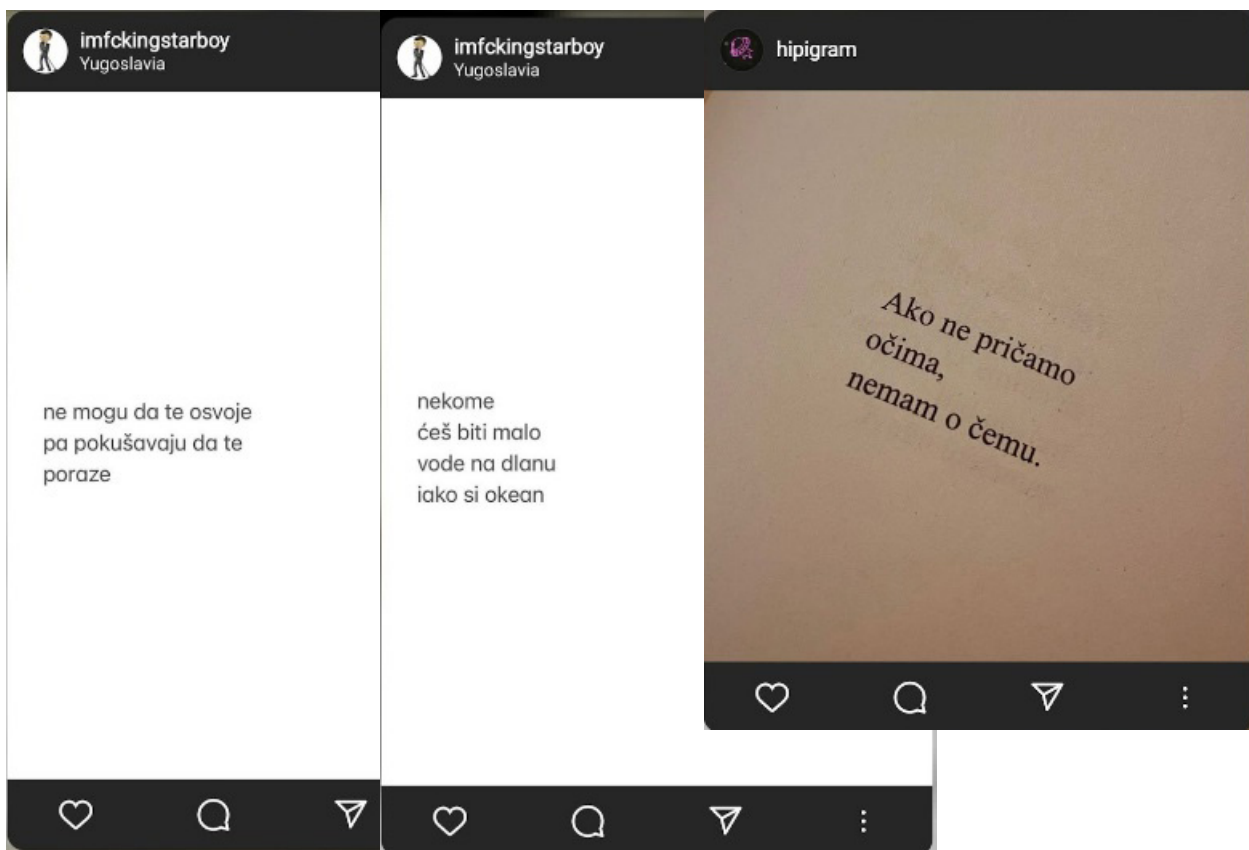 imfckingstarboy
Yugoslavia
ne mogu da te osvoje
pa pokušavaju da te
poraze
imfckingstarboy
Yugoslavia
nekome
ćeš biti malo
vode na dlanu
iako si okean
hipigram
Ako ne pričamo
očima,
nemam o čemu.